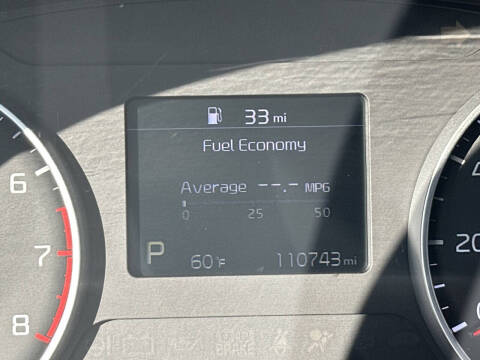 33 mi
Fuel Economy
Average --.- MPG
0 25 50
P 60°F 110743 mi
6
7
8
20